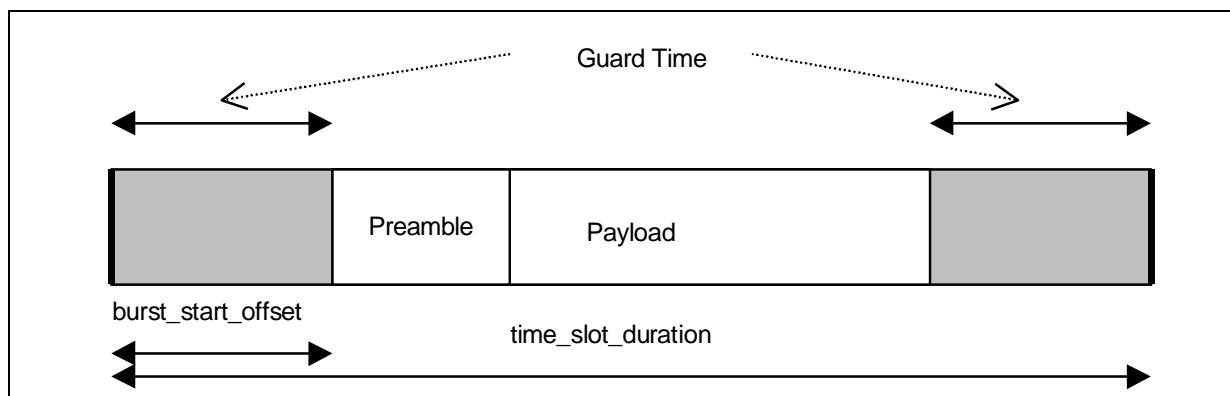 Guard Time
Preamble
Payload
burst_start_offset
time_slot_duration